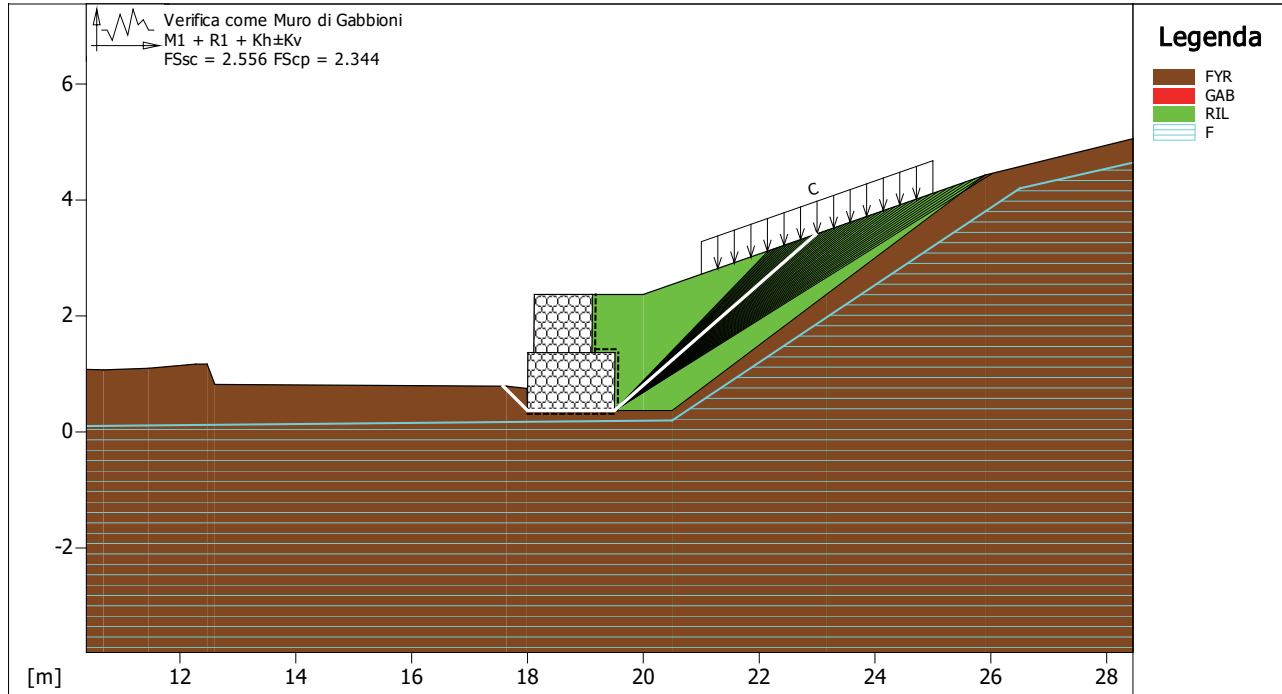 Verifica come Muro di Gabbioni
M1 + R1 + Kh±Kv
FSsc = 2.556 FScp = 2.344
Legenda
FYR
GAB
RIL
F
C
6
4
2
0
-2
[m]
12
14
16
18
20
22
24
26
28